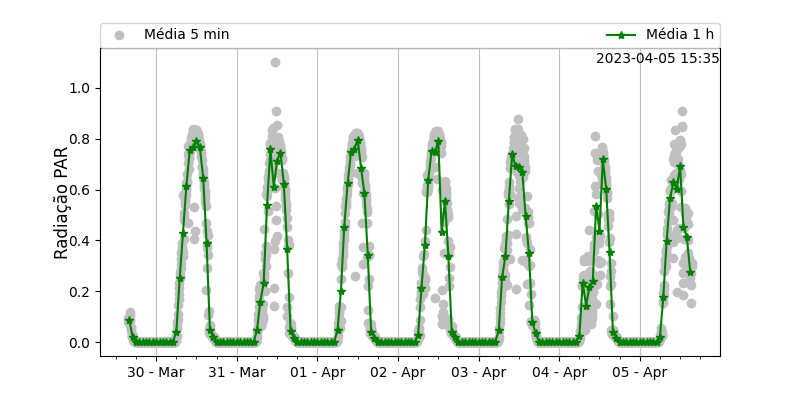 Média 5 min
Média 1 h
2023-04-05 15:35
Radiação PAR
1.0
0.8
0.6
0.4
0.2
0.0
30 - Mar
31 - Mar
01 - Apr
02 - Apr
03 - Apr
04 - Apr
05 - Apr